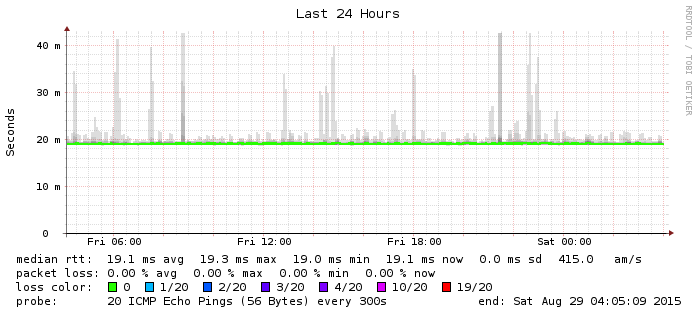 Last 24 Hours
RRDTOOL / TOBI OETIKER
Seconds
40 m
30 m
20 m
10 m
0
Fri 06:00 Fri 12:00 Fri 18:00 Sat 00:00
median rtt: 19.1 ms avg 19.3 ms max 19.0 ms min 19.1 ms now 0.0 ms sd 415.0 am/s
packet loss: 0.00 % avg 0.00 % max 0.00 % min 0.00 % now
loss color: 0 1/20 2/20 3/20 4/20 10/20 19/20
probe: 20 ICMP Echo Pings (56 Bytes) every 300s end: Sat Aug 29 04:05:09 2015